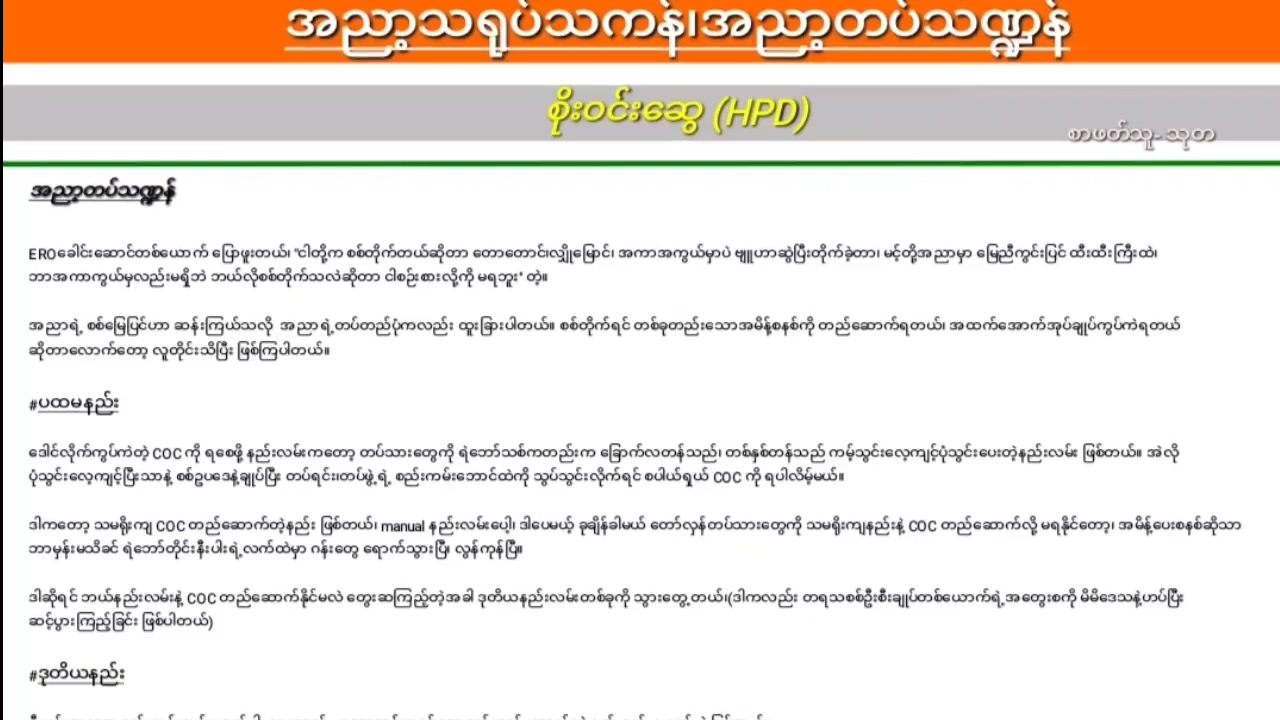 အညာ့သရုပ်သကန်၊အညာ့တပ်သဏ္ဍန်
စိုးဝင်းဆွေ (HPD)
စာဖတ်သူ- သုတ
အညာ့တပ်သဏ္ဍန်
EROခေါင်းဆောင်တစ်ယောက် ပြောဖူးတယ်၊ "ငါတို့က စစ်တိုက်တယ်ဆိုတာ တောတောင်၊လျှိုမြောင်၊ အကာအကွယ်မှာပဲ ဗျူဟာဆွဲပြီးတိုက်ခဲ့တာ၊ မင့်တို့အညာမှာ မြေညီကွင်းပြင် ထီးထီးကြီးထဲ၊
ဘာအကာကွယ်မှလည်းမရှိဘဲ ဘယ်လိုစစ်တိုက်သလဲဆိုတာ ငါစဉ်းစားလို့ကို မရဘူး" တဲ့။
အညာရဲ့ စစ်မြေပြင်ဟာ ဆန်းကြယ်သလို အညာရဲ့တပ်တည်ပုံကလည်း ထူးခြားပါတယ်။ စစ်တိုက်ရင် တစ်ခုတည်းသောအမိန့်စနစ်ကို တည်ဆောက်ရတယ်၊ အထက်အောက်အုပ်ချုပ်ကွပ်ကဲရတယ်
ဆိုတာလောက်တော့ လူတိုင်းသိပြီး ဖြစ်ကြပါတယ်။
#ပထမနည်း
ဒေါင်လိုက်ကွပ်ကဲတဲ့ COC ကို ရစေဖို့ နည်းလမ်းကတော့ တပ်သားတွေကို ရဲဘော်သစ်ကတည်းက ခြောက်လတန်သည်၊ တစ်နှစ်တန်သည် ကမ့်သွင်းလေ့ကျင့်ပုံသွင်းပေးတဲ့နည်းလမ်း ဖြစ်တယ်။ အဲလို
ပုံသွင်းလေ့ကျင့်ပြီးသာနဲ့ စစ်ဥပဒေနဲ့ချုပ်ပြီး တပ်ရင်း၊တပ်ဖွဲ့ရဲ့ စည်းကမ်းဘောင်ထဲကို သွပ်သွင်းလိုက်ရင် စပါယ်ရှယ် COC ကို ရပါလိမ့်မယ်။
ဒါကတော့ သမရိုးကျ COC တည်ဆောက်တဲ့နည်း ဖြစ်တယ်၊ manual နည်းလမ်းပေါ့၊ ဒါပေမယ့် ခုချိန်ခါမယ် တော်လှန်တပ်သားတွေကို သမရိုးကျနည်းနဲ့ COC တည်ဆောက်လို့ မရနိုင်တော့၊ အမိန့်ပေးစနစ်ဆိုသာ
ဘာမှန်းမသိခင် ရဲဘော်တိုင်းနီးပါးရဲ့လက်ထဲမှာ ဂန်းတွေ ရောက်သွားပြီ၊ လွန်ကုန်ပြီ။
ဒါဆိုရင် ဘယ်နည်းလမ်းနဲ့ COC တည်ဆောက်နိုင်မလဲ တွေးဆကြည့်တဲ့အခါ ဒုတိယနည်းလမ်းတစ်ခုကို သွားတွေ့တယ်၊(ဒါကလည်း တရုသစစ်ဦးစီးချုပ်တစ်ယောက်ရဲ့အတွေးစကို မိမိဒေသနဲ့ဟပ်ပြီး
ဆင့်ပွားကြည့်ခြင်း ဖြစ်ပါတယ်)
#ဒုတိယနည်း